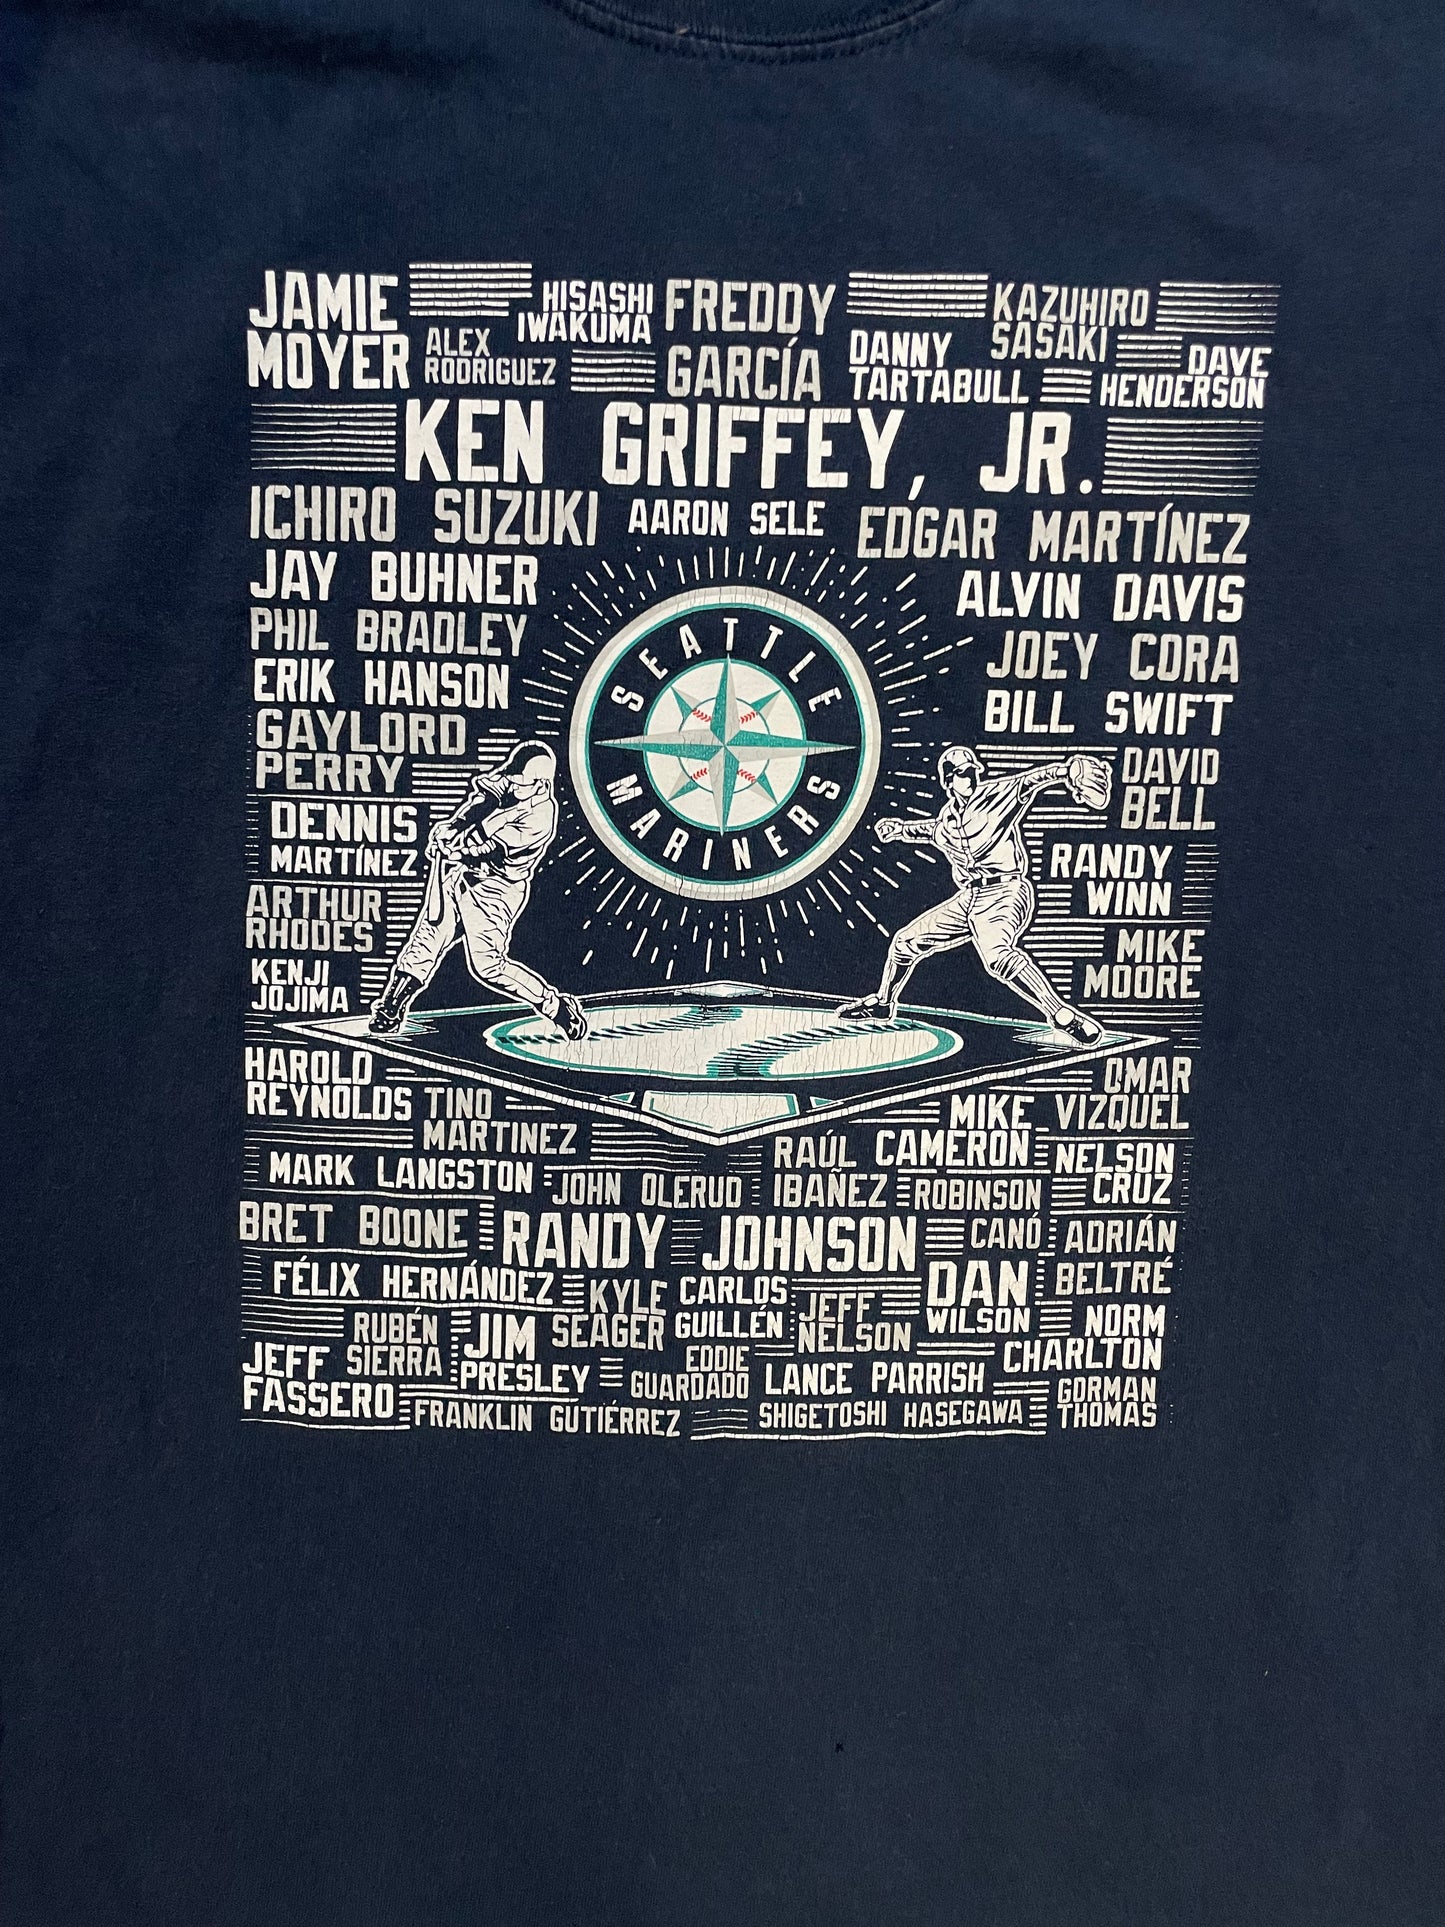 JAMIE
MOYER
ALEX
RODRIGUEZ
HISASHI
IWAKUMA
FREDDY
GARCÍA
DANNY
TARTABULL
KAZUHIRO
SASAKI
DAVE
HENDERSON
KEN GRIFFEY, JR.
ICHIRO SUZUKI
AARON SELE
EDGAR MARTÍNEZ
JAY BUHNER
ALVIN DAVIS
PHIL BRADLEY
JOEY CORA
ERIK HANSON
BILL SWIFT
GAYLORD
PERRY
SEATTLE
MARINERS
DAVID
BELL
DENNIS
MARTÍNEZ
RANDY
WINN
ARTHUR
RHODES
MIKE
MOORE
KENJI
JOJIMA
HAROLD
REYNOLDS
TINO
MARTINEZ
OMAR
VIZQUEL
MIKE
CAMERON
RAÚL
IBAÑEZ
NELSON
CRUZ
MARK LANGSTON
JOHN OLERUD
ROBINSON
CANÓ
BRET BOONE
RANDY JOHNSON
ADRIÁN
BELTRÉ
FÉLIX HERNÁNDEZ
KYLE
SEAGER
CARLOS
GUILLÉN
JEFF
NELSON
DAN
WILSON
NORM
CHARLTON
RUBÉN
SIERRA
JIM
PRESLEY
JEFF
FASSERO
EDDIE
GUARDADO
LANCE PARRISH
GORMAN
THOMAS
FRANKLIN GUTIÉRREZ
SHIGETOSHI HASEGAWA